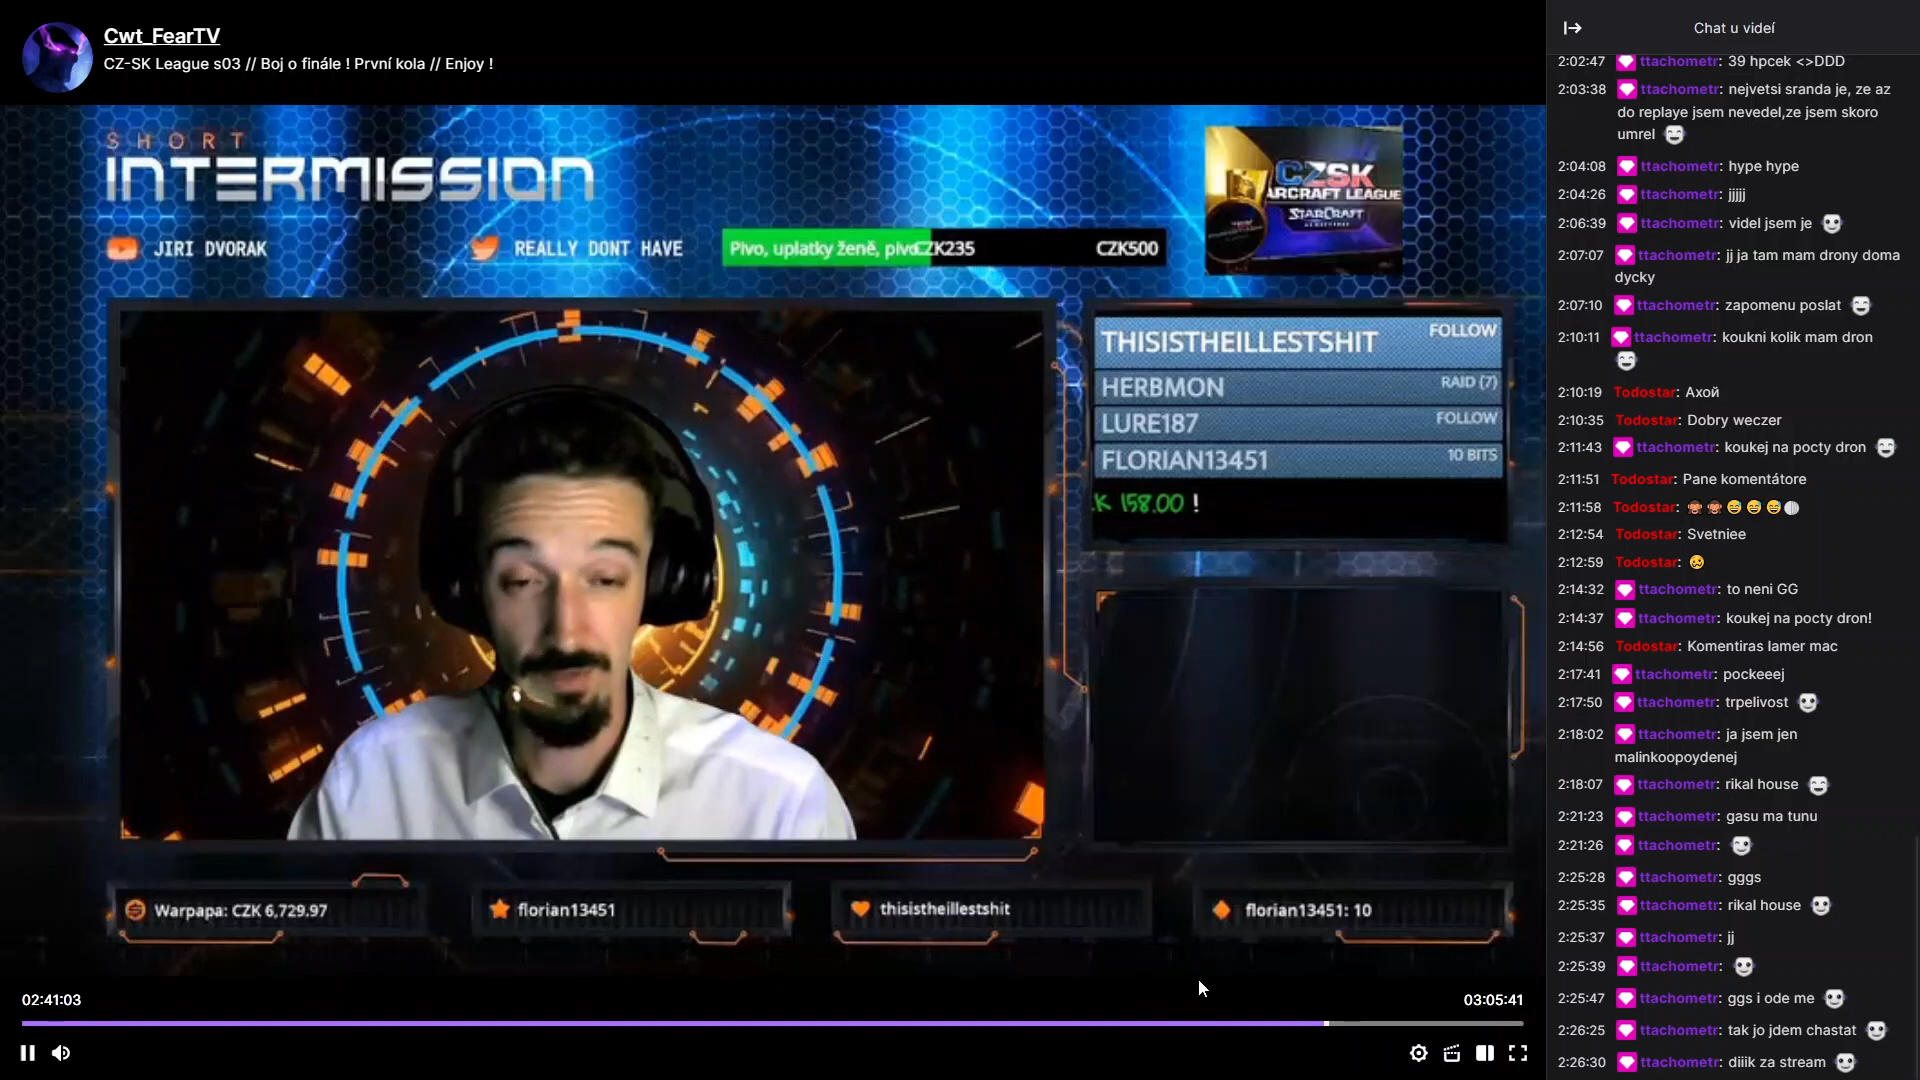 Cwt_FearTV
CZ-SK League s03 // Boj o finále ! První kola // Enjoy !
SHORT
INTERMISSION
JIRI DVORAK
REALLY DONT HAVE
Pivo, uplatky ženě, pivo
CZK235
CZK500
CZSK
ARCRAFT LEAGUE
STARCRAFT
THISISTHEILLESTSHIT FOLLOW
HERBMON RAID (7)
LURE187 FOLLOW
FLORIAN13451 10 BITS
K 158.00 !
Warpapa: CZK 6,729.97
florian13451
thisistheillestshit
florian13451: 10
02:41:03
03:05:41
Chat u videí
2:02:47 ttachometr: 39 hpcek <>DDD
2:03:38 ttachometr: nejvetsi sranda je, ze az
do replaye jsem nevedel,ze jsem skoro
umrel
2:04:08 ttachometr: hype hype
2:04:26 ttachometr: jjjjj
2:06:39 ttachometr: videl jsem je
2:07:07 ttachometr: jj ja tam mam drony doma
dycky
2:07:10 ttachometr: zapomenu poslat
2:10:11 ttachometr: koukni kolik mam dron
2:10:19 Todostar: Ахой
2:10:35 Todostar: Dobry weczer
2:11:43 ttachometr: koukej na pocty dron
2:11:51 Todostar: Pane komentátore
2:11:58 Todostar: 🙈🙈😅😅😅
2:12:54 Todostar: Svetniee
2:12:59 Todostar:
2:14:32 ttachometr: to neni GG
2:14:37 ttachometr: koukej na pocty dron!
2:14:56 Todostar: Komentiras lamer mac
2:17:41 ttachometr: pockeeej
2:17:50 ttachometr: trpelivost
2:18:02 ttachometr: ja jsem jen
malinkoopoydenej
2:18:07 ttachometr: rikal house
2:21:23 ttachometr: gasu ma tunu
2:21:26 ttachometr:
2:25:28 ttachometr: gggs
2:25:35 ttachometr: rikal house
2:25:37 ttachometr: jj
2:25:39 ttachometr:
2:25:47 ttachometr: ggs i ode me
2:26:25 ttachometr: tak jo jdem chastat
2:26:30 ttachometr: diiik za stream